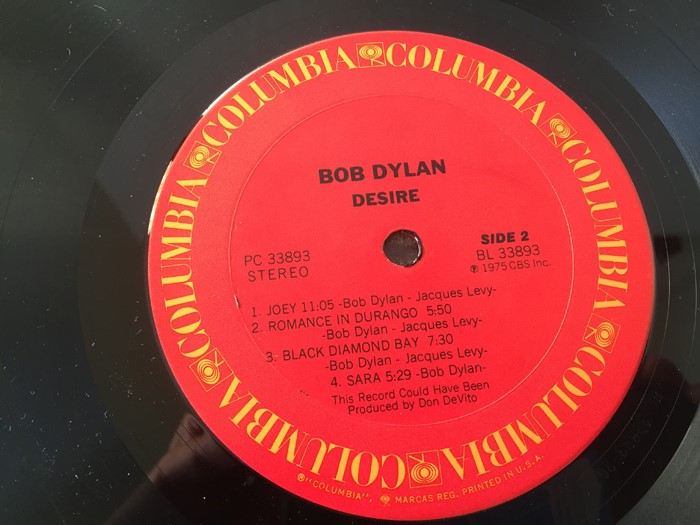 COLUMBIA COLUMBIA COLUMBIA COLUMBIA COLUMBIA COLUMBIA COLUMBIA COLUMBIA
BOB DYLAN
DESIRE
PC 33893
STEREO
SIDE 2
BL 33893
℗ 1975 CBS Inc.
1. JOEY 11:05 -Bob Dylan - Jacques Levy-
2. ROMANCE IN DURANGO 5:50
-Bob Dylan - Jacques Levy-
3. BLACK DIAMOND BAY 7:30
-Bob Dylan - Jacques Levy-
4. SARA 5:29 -Bob Dylan-
This Record Could Have Been
Produced by Don DeVito
®"COLUMBIA", MARCAS REG. PRINTED IN U.S.A.